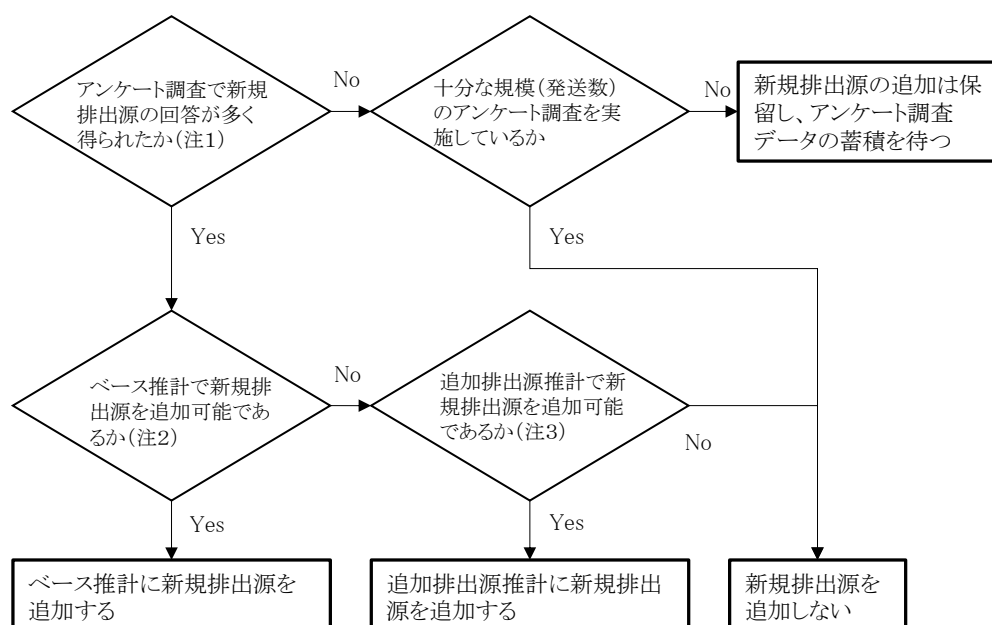 アンケート調査で新規
排出源の回答が多く
得られたか(注1)
No
十分な規模(発送数)
のアンケート調査を実
施しているか
No
新規排出源の追加は保
留し、アンケート調査
データの蓄積を待つ
Yes
Yes
ベース推計で新規排
出源を追加可能であ
るか(注2)
No
追加排出源推計で新
規排出源を追加可能
であるか(注3)
No
Yes
Yes
ベース推計に新規排出源を
追加する
追加排出源推計に新規排出
源を追加する
新規排出源を
追加しない